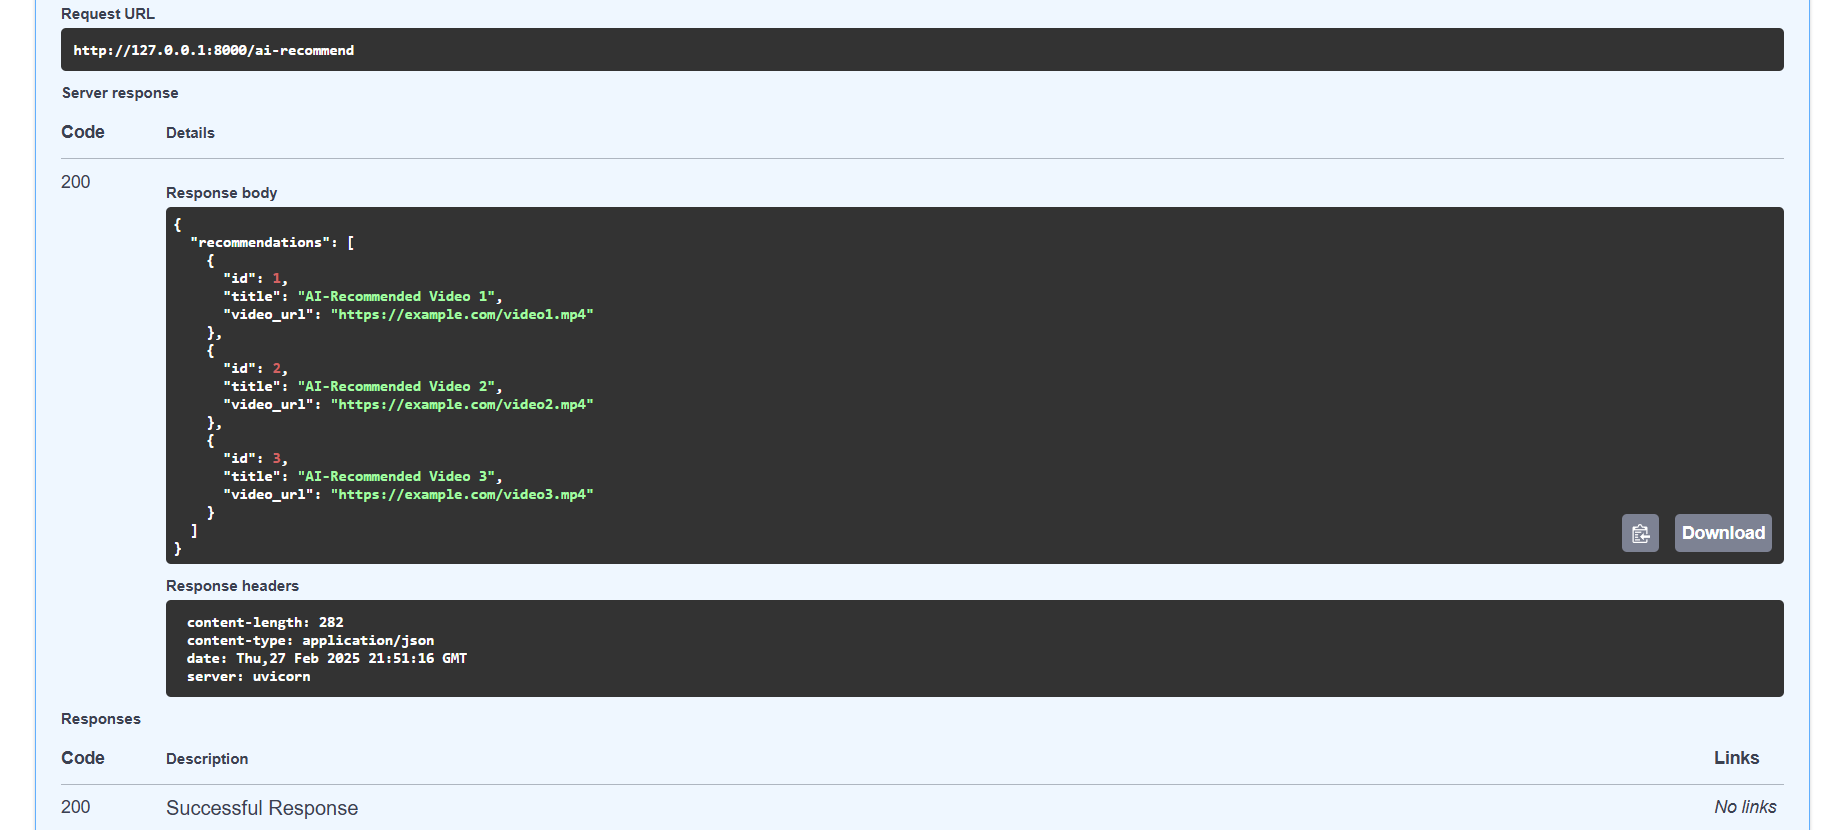 Request URL
http://127.0.0.1:8000/ai-recommend
Server response
Code Details
200
Response body
{
  "recommendations": [
    {
      "id": 1,
      "title": "AI-Recommended Video 1",
      "video_url": "https://example.com/video1.mp4"
    },
    {
      "id": 2,
      "title": "AI-Recommended Video 2",
      "video_url": "https://example.com/video2.mp4"
    },
    {
      "id": 3,
      "title": "AI-Recommended Video 3",
      "video_url": "https://example.com/video3.mp4"
    }
  ]
}
Download
Response headers
content-length: 282
content-type: application/json
date: Thu,27 Feb 2025 21:51:16 GMT
server: uvicorn
Responses
Code Description Links
200 Successful Response No links